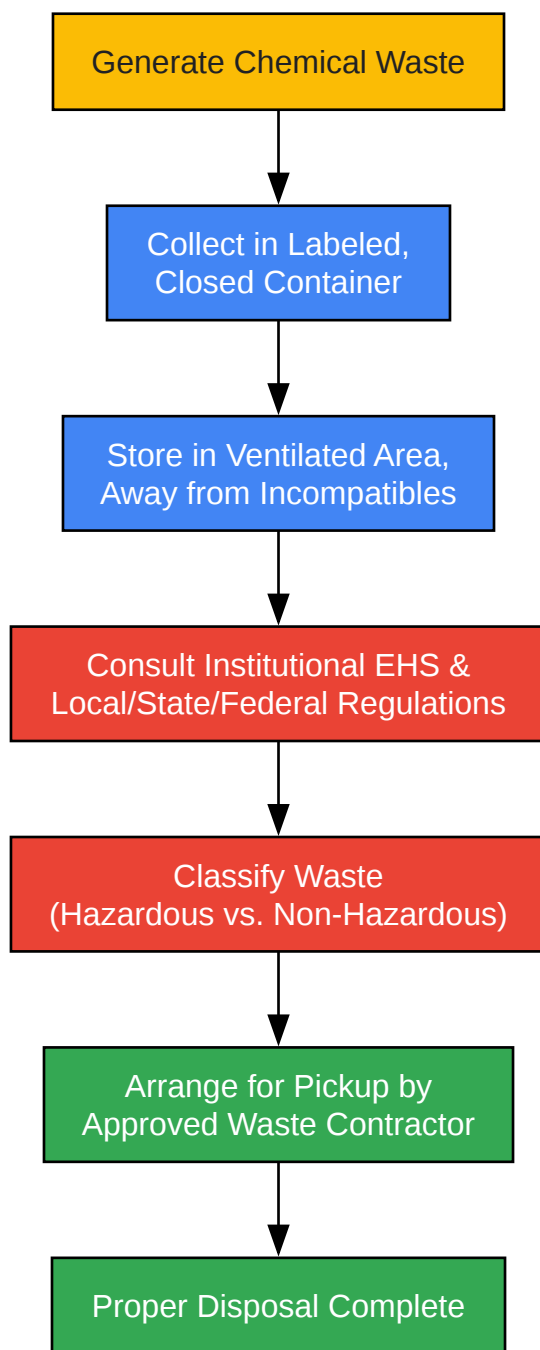 Generate Chemical Waste
Collect in Labeled,
Closed Container
Store in Ventilated Area,
Away from Incompatibles
Consult Institutional EHS &
Local/State/Federal Regulations
Classify Waste
(Hazardous vs. Non-Hazardous)
Arrange for Pickup by
Approved Waste Contractor
Proper Disposal Complete